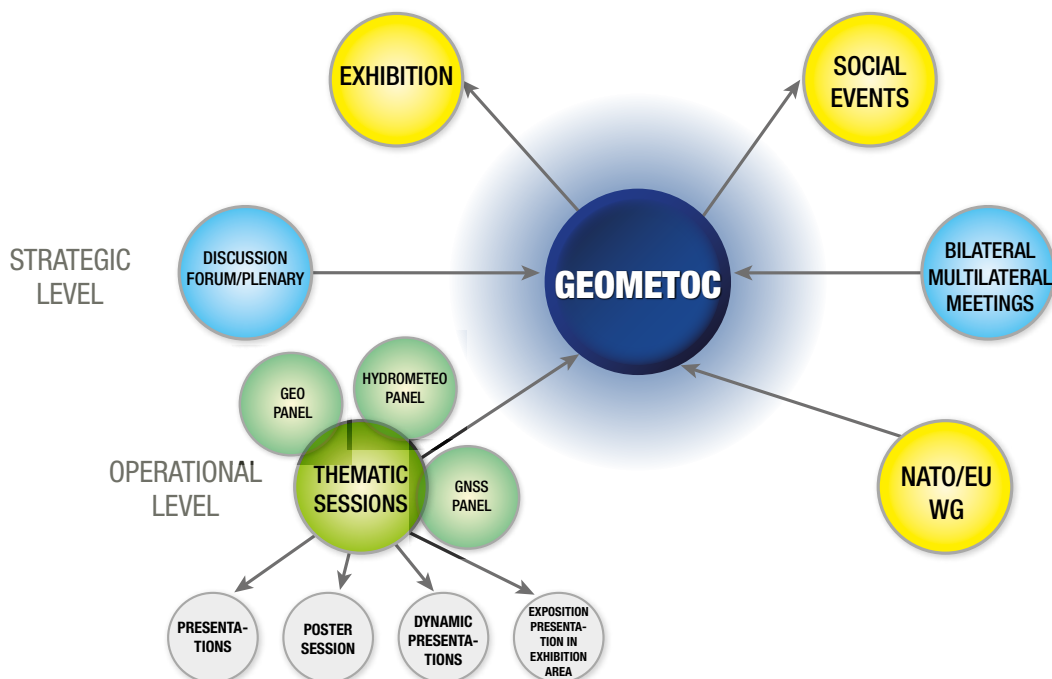 EXHIBITION
SOCIAL
EVENTS
STRATEGIC
LEVEL
DISCUSSION
FORUM/PLENARY
GEOMETOC
BILATERAL
MULTILATERAL
MEETINGS
GEO
PANEL
HYDROMETEO
PANEL
OPERATIONAL
LEVEL
THEMATIC
SESSIONS
GNSS
PANEL
NATO/EU
WG
PRESENTA-
TIONS
POSTER
SESSION
DYNAMIC
PRESENTA-
TIONS
EXPOSITION
PRESENTA-
TION IN
EXHIBITION
AREA